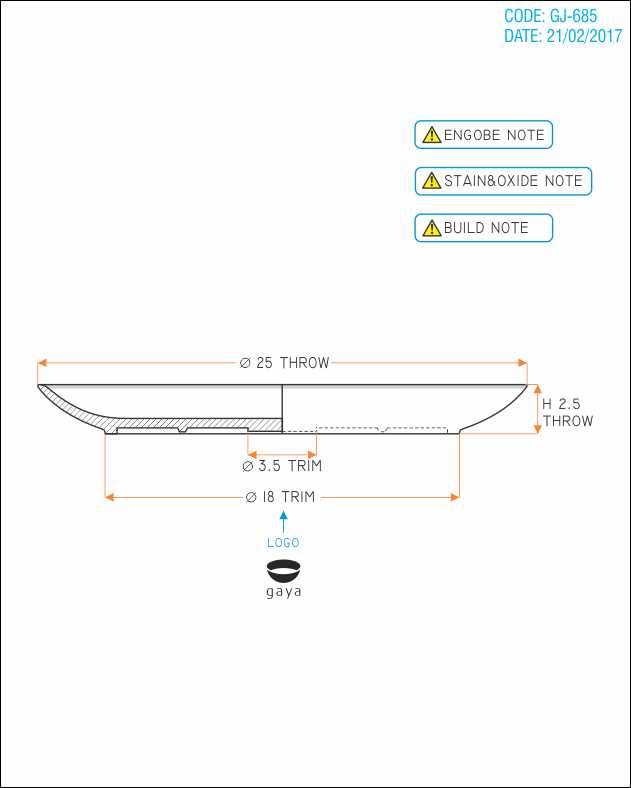 CODE: GJ-685
DATE: 21/02/2017
ENGOBE NOTE
STAIN&OXIDE NOTE
BUILD NOTE
Ø 25 THROW
H 2.5
THROW
Ø 3.5 TRIM
Ø 18 TRIM
LOGO
gaya